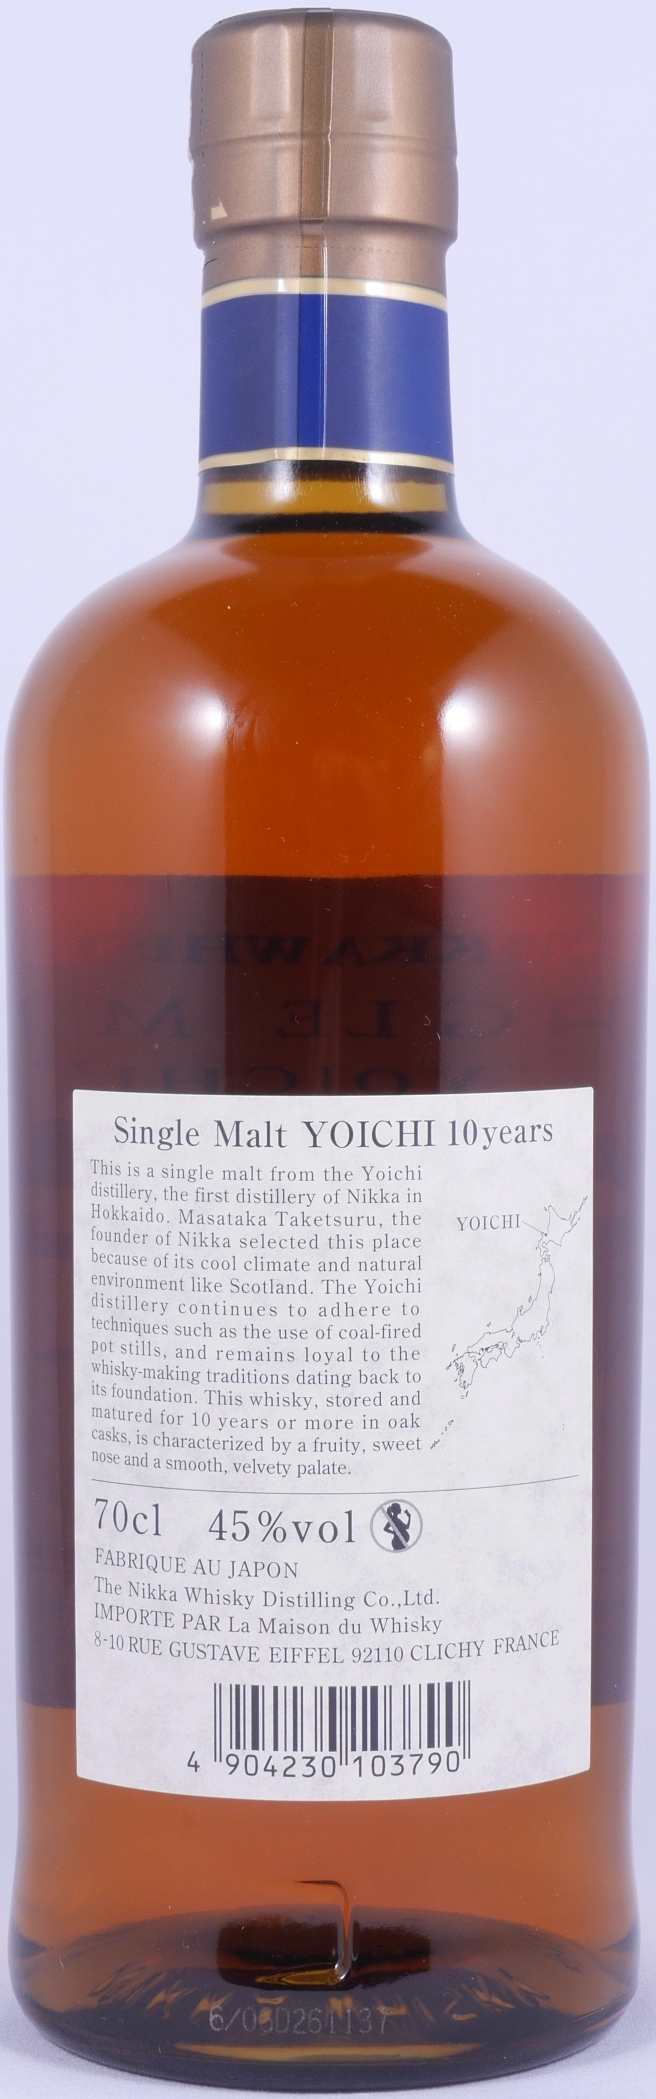 Single Malt YOICHI 10years
This is a single malt from the Yoichi
distillery, the first distillery of Nikka in
Hokkaido. Masataka Taketsuru, the
founder of Nikka selected this place
because of its cool climate and natural
environment like Scotland. The Yoichi
distillery continues to adhere to
techniques such as the use of coal-fired
pot stills, and remains loyal to the
whisky-making traditions dating back to
its foundation. This whisky, stored and
matured for 10 years or more in oak
casks, is characterized by a fruity, sweet
nose and a smooth, velvety palate.
YOICHI
70cl 45%vol
FABRIQUE AU JAPON
The Nikka Whisky Distilling Co.,Ltd.
IMPORTE PAR La Maison du Whisky
8-10 RUE GUSTAVE EIFFEL 92110 CLICHY FRANCE
4 904230 103790